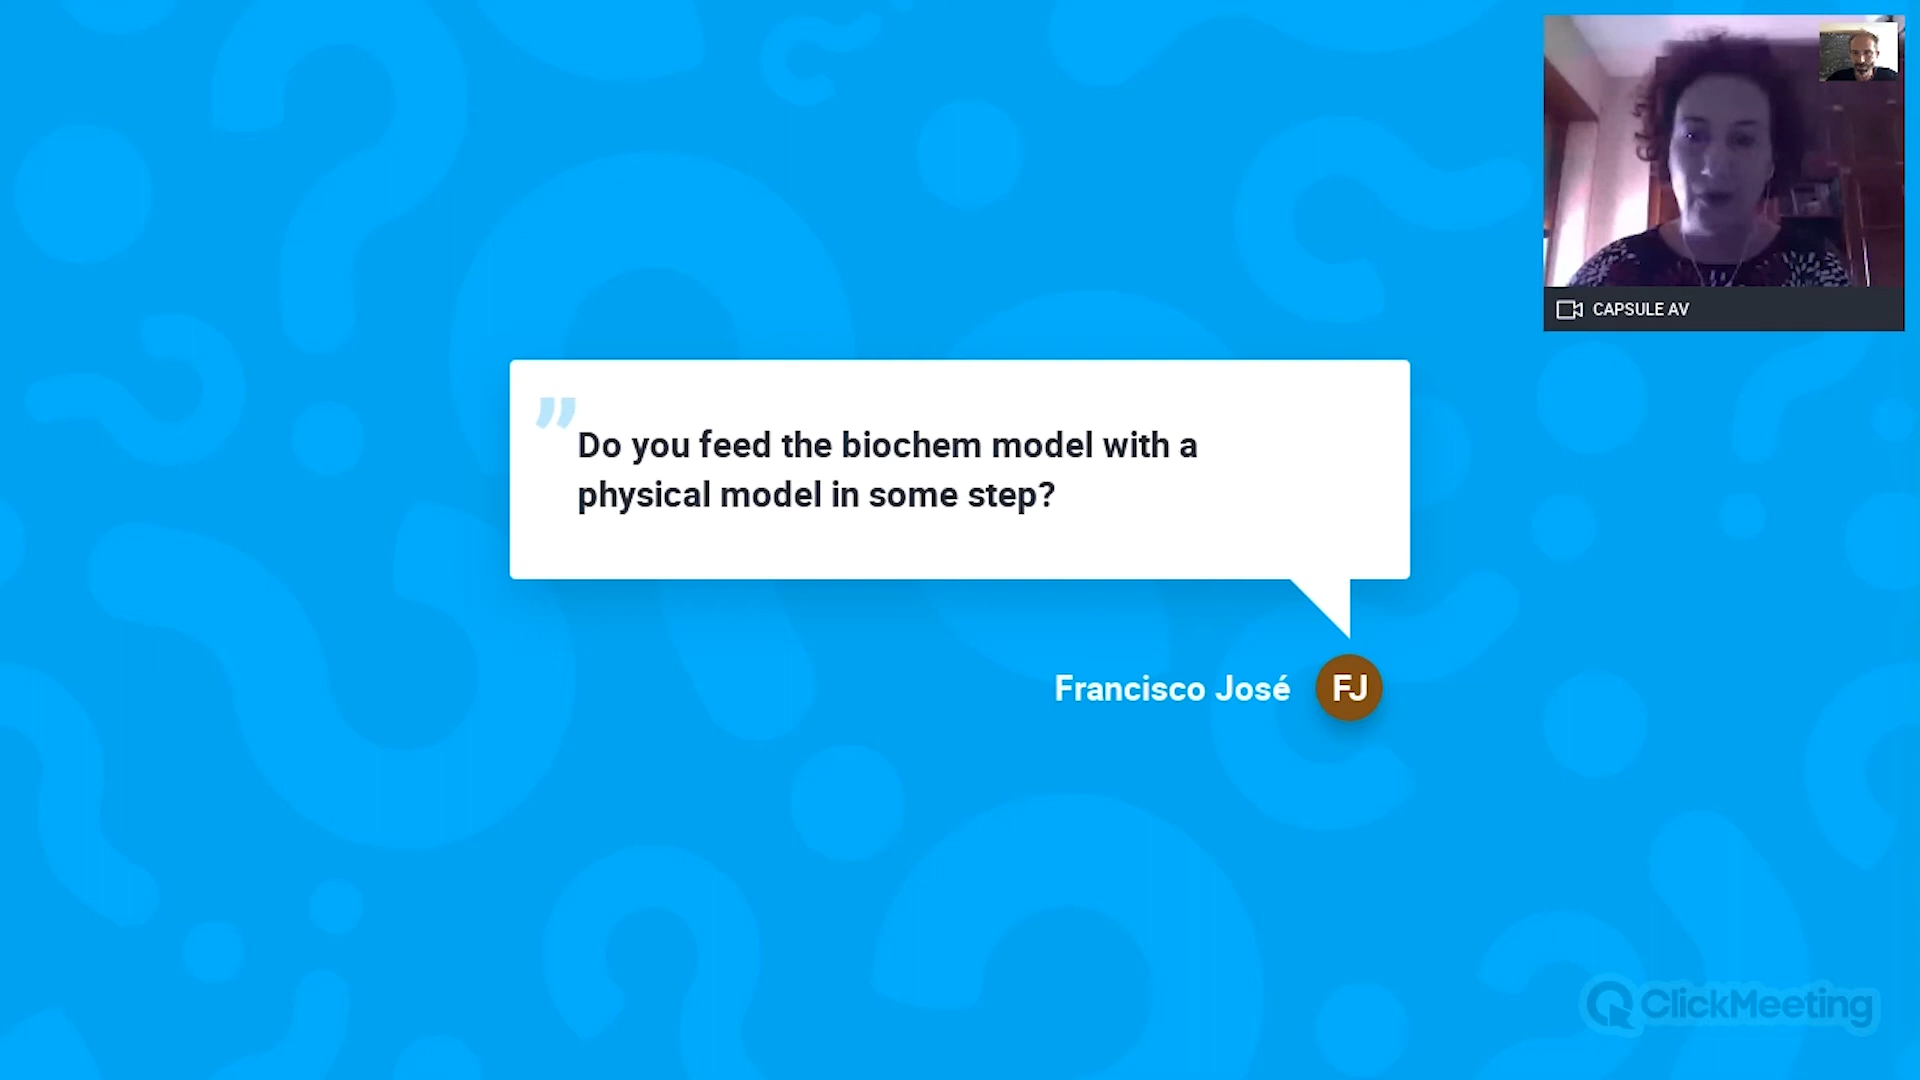 CAPSULE AV
”
Do you feed the biochem model with a
physical model in some step?
Francisco José
FJ
ClickMeeting